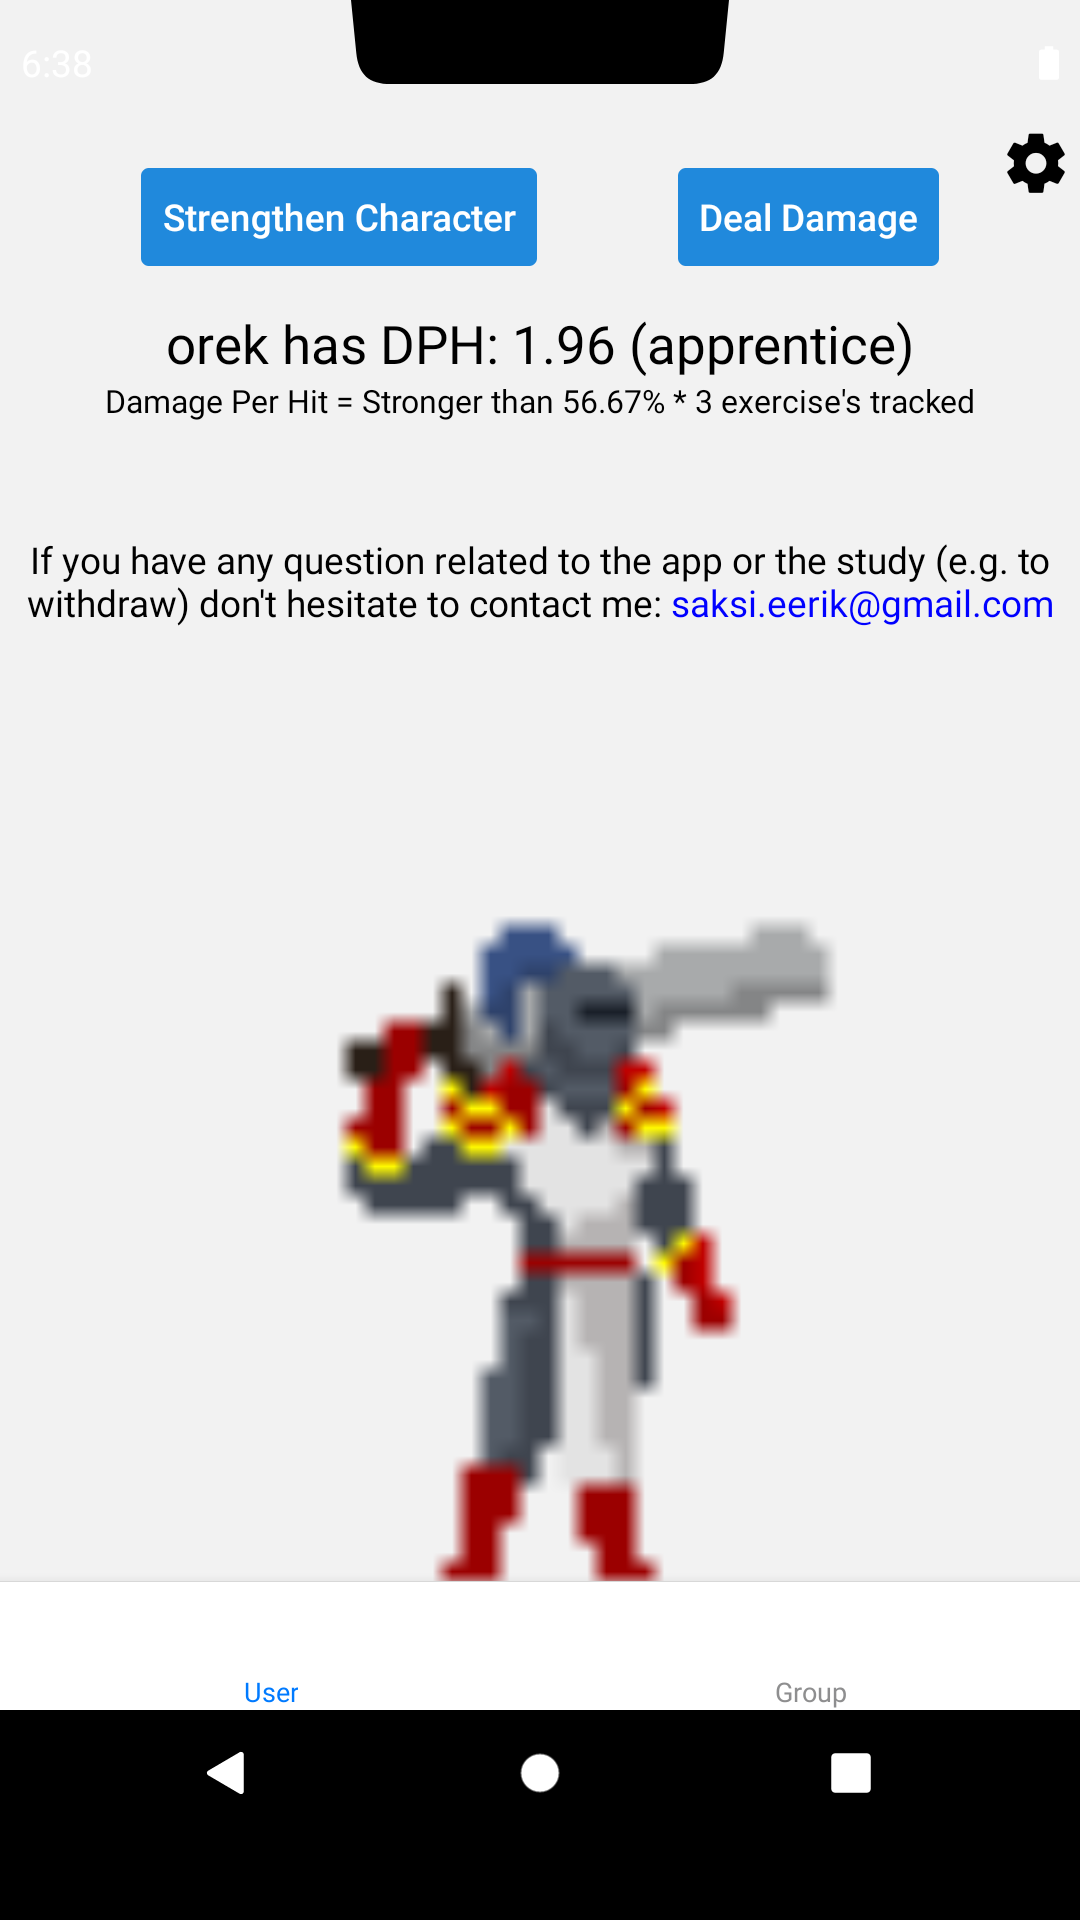 6:38
Strengthen Character
Deal Damage
orek has DPH: 1.96 (apprentice)
Damage Per Hit = Stronger than 56.67% * 3 exercise's tracked
If you have any question related to the app or the study (e.g. to
withdraw) don't hesitate to contact me: saksi.eerik@gmail.com
User
Group